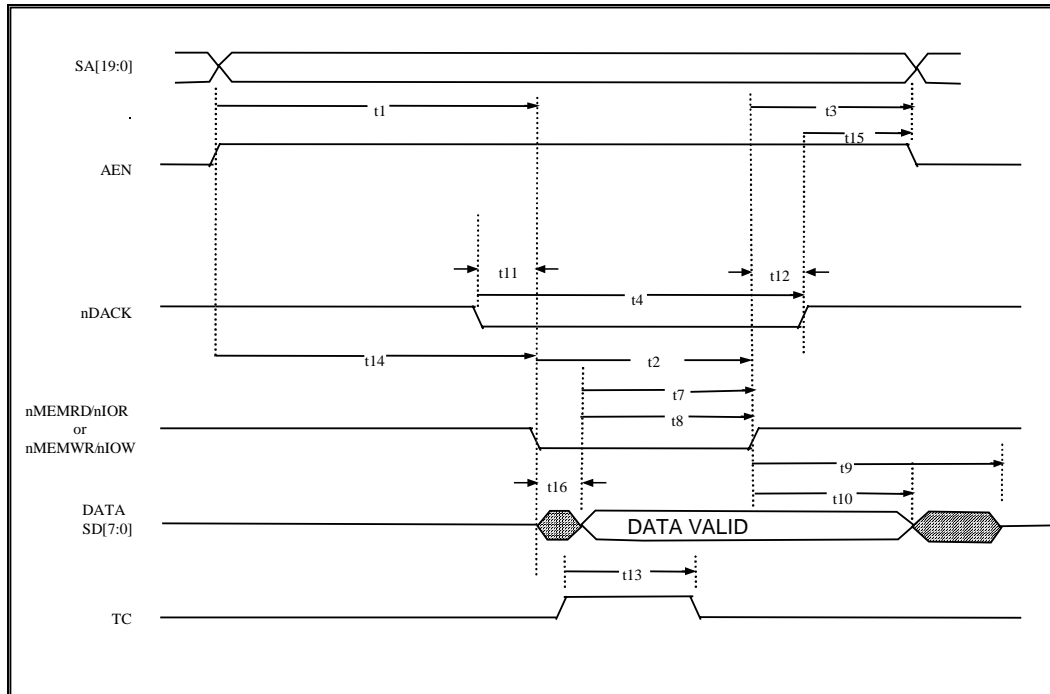 SA[19:0]
t1
t3
.
t15
AEN
t11
t12
t4
nDACK
t14
t2
t7
nMEMRD/nIOR
or
nMEMWR/nIOW
t8
t9
t16
t10
DATA
SD[7:0]
DATA VALID
t13
TC